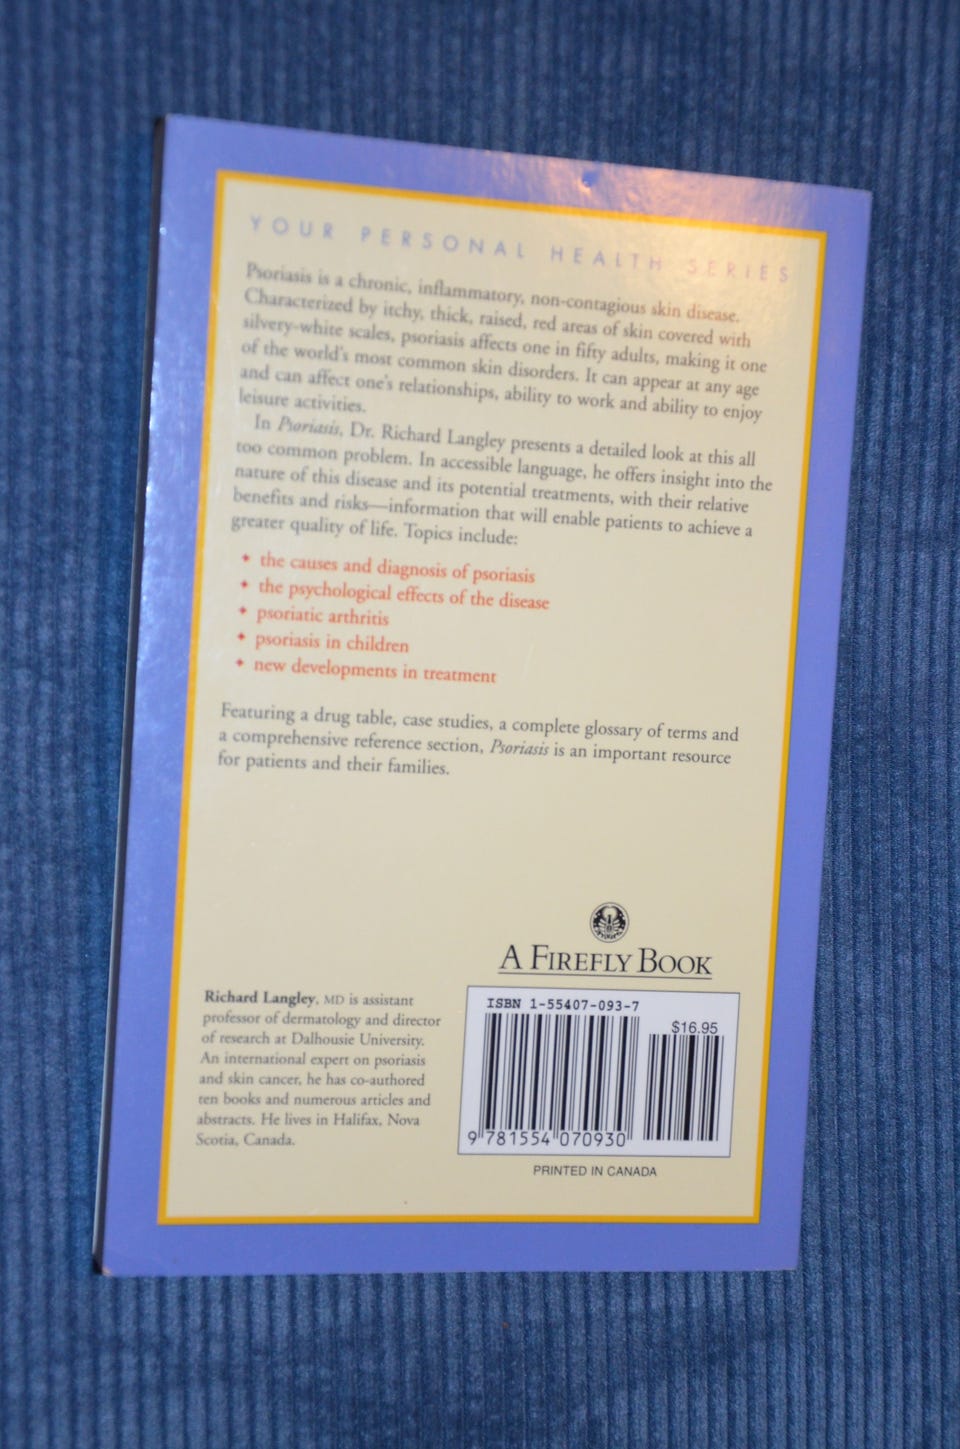 YOUR PERSONAL HEALTH SERIES
Psoriasis is a chronic, inflammatory, non-contagious skin disease.
Characterized by itchy, thick, raised, red areas of skin covered with
silvery-white scales, psoriasis affects one in fifty adults, making it one
of the world's most common skin disorders. It can appear at any age
and can affect one's relationships, ability to work and ability to enjoy
leisure activities.
In Psoriasis, Dr. Richard Langley presents a detailed look at this all
too common problem. In accessible language, he offers insight into the
nature of this disease and its potential treatments, with their relative
benefits and risks—information that will enable patients to achieve a
greater quality of life. Topics include:
✦ the causes and diagnosis of psoriasis
✦ the psychological effects of the disease
✦ psoriatic arthritis
✦ psoriasis in children
✦ new developments in treatment
Featuring a drug table, case studies, a complete glossary of terms and
a comprehensive reference section, Psoriasis is an important resource
for patients and their families.
A FIREFLY BOOK
Richard Langley, MD is assistant
professor of dermatology and director
of research at Dalhousie University.
An international expert on psoriasis
and skin cancer, he has co-authored
ten books and numerous articles and
abstracts. He lives in Halifax, Nova
Scotia, Canada.
ISBN 1-55407-093-7
$16.95
9 781554 070930
PRINTED IN CANADA